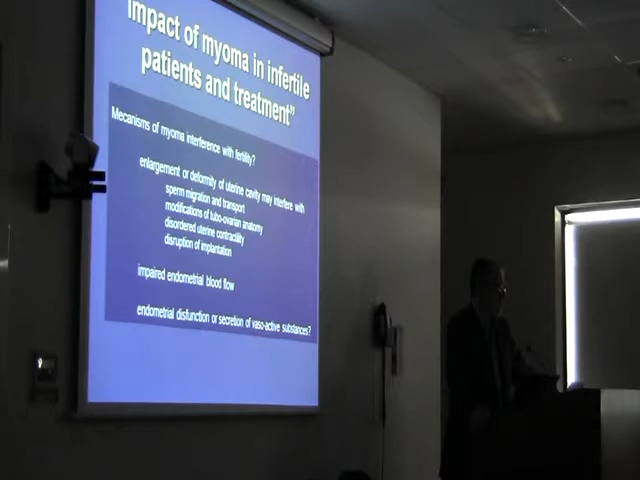 Impact of myoma in infertile
patients and treatment"
Mecanisms of myoma interference with fertility?
enlargement or deformity of uterine cavity may interfere with
sperm migration and transport
modifications of tubo-ovarian anatomy
disordered uterine contractility
disruption of implantation
impaired endometrial blood flow
endometrial disfunction or secretion of vaso-active substances?